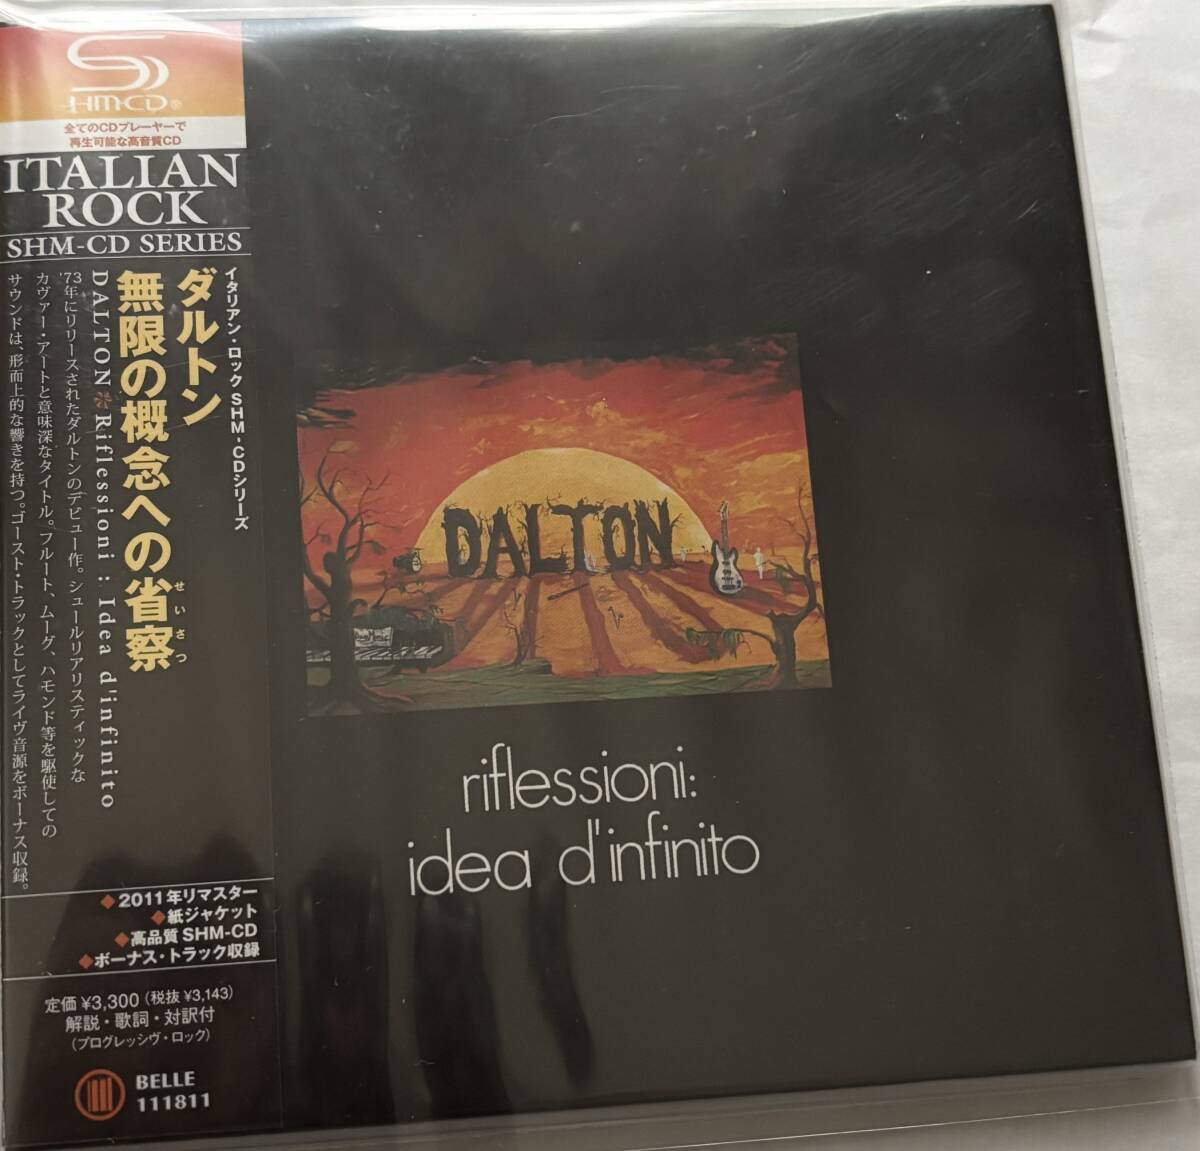 HM-CD®
全てのCDプレーヤーで
再生可能な高音質CD
ITALIAN
ROCK
SHM-CD SERIES
イタリアン・ロック SHM-CDシリーズ
ダルトン
無限の概念への省察
せいさつ
DALTON Riflessioni : Idea d'infinito
'73年にリリースされたダルトンのデビュー作。シュールリアリスティックな
カヴァー・アートと意味深なタイトル。フルート、ムーグ、ハモンド等を駆使しての
サウンドは、形而上的な響きを持つ。ゴースト・トラックとしてライヴ音源をボーナス収録。
◆2011年リマスター
◆紙ジャケット
◆高品質 SHM-CD
◆ボーナス・トラック収録
定価 ¥3,300 (税抜 ¥3,143)
解説・歌詞・対訳付
(プログレッシヴ・ロック)
BELLE
111811
DALTON
riflessioni:
idea d'infinito